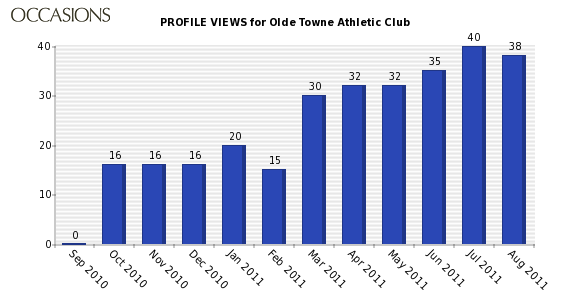 OCCASIONS
PROFILE VIEWS for Olde Towne Athletic Club
40
30
20
10
0
0
16
16
16
20
15
30
32
32
35
40
38
Sep 2010
Oct 2010
Nov 2010
Dec 2010
Jan 2011
Feb 2011
Mar 2011
Apr 2011
May 2011
Jun 2011
Jul 2011
Aug 2011